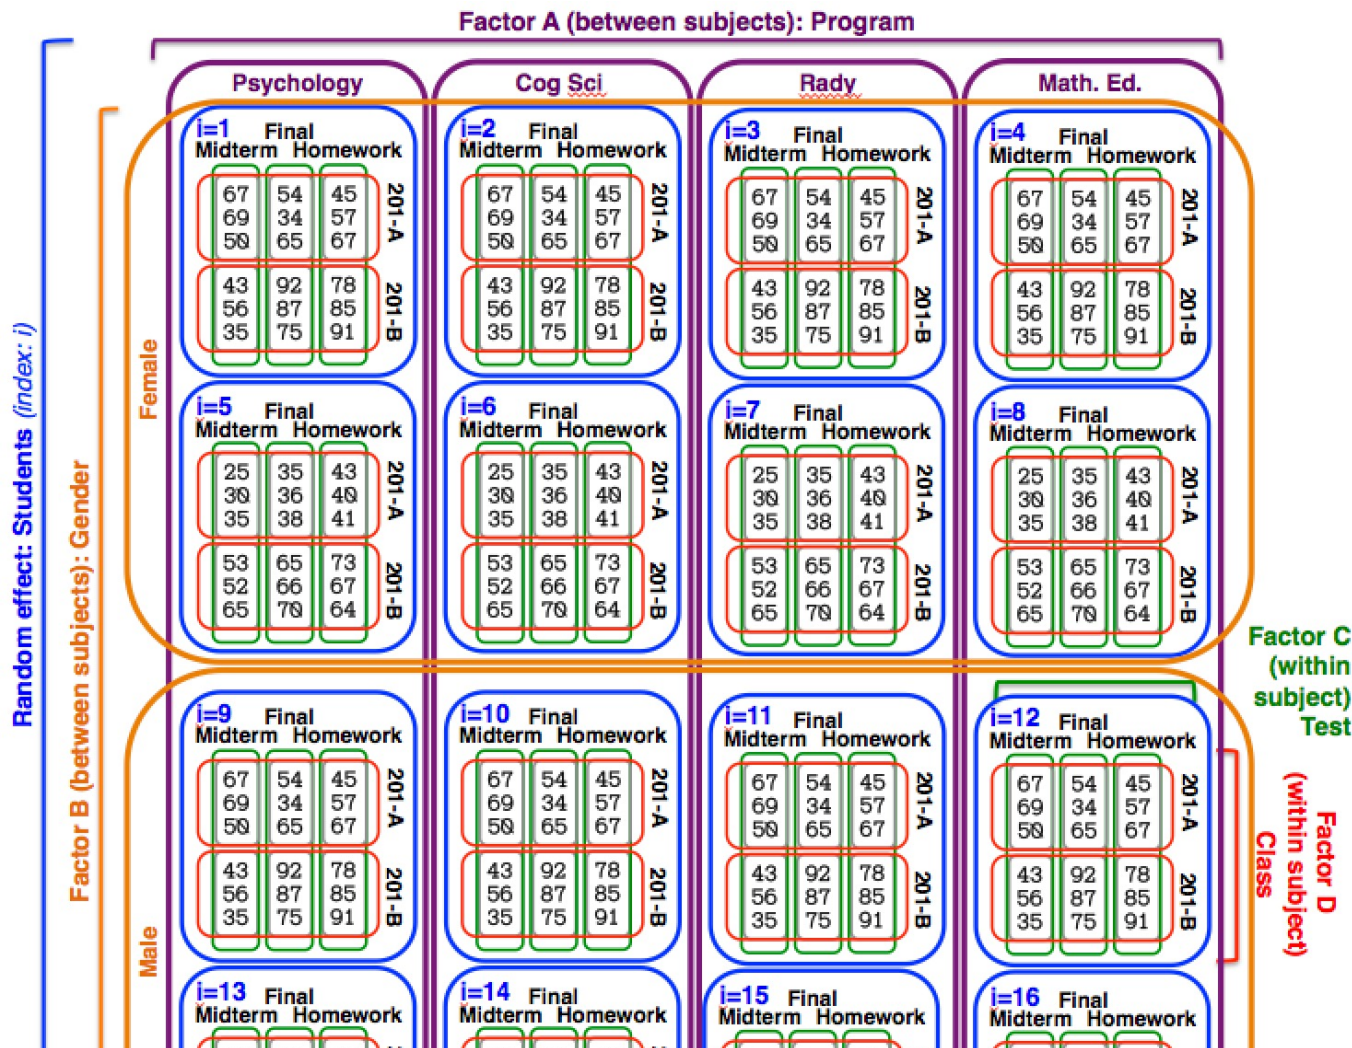 Factor A (between subjects): Program
Psychology Cog Sci Rady Math. Ed.
Random effect: Students (index: i)
Factor B (between subjects): Gender
Female
i=1 Final
Midterm Homework
67 54 45
69 34 57
50 65 67
201-A
43 92 78
56 87 85
35 75 91
201-B
i=2 Final
Midterm Homework
67 54 45
69 34 57
50 65 67
201-A
43 92 78
56 87 85
35 75 91
201-B
i=3 Final
Midterm Homework
67 54 45
69 34 57
50 65 67
201-A
43 92 78
56 87 85
35 75 91
201-B
i=4 Final
Midterm Homework
67 54 45
69 34 57
50 65 67
201-A
43 92 78
56 87 85
35 75 91
201-B
i=5 Final
Midterm Homework
25 35 43
30 36 40
35 38 41
201-A
53 65 73
52 66 67
65 70 64
201-B
i=6 Final
Midterm Homework
25 35 43
30 36 40
35 38 41
201-A
53 65 73
52 66 67
65 70 64
201-B
i=7 Final
Midterm Homework
25 35 43
30 36 40
35 38 41
201-A
53 65 73
52 66 67
65 70 64
201-B
i=8 Final
Midterm Homework
25 35 43
30 36 40
35 38 41
201-A
53 65 73
52 66 67
65 70 64
201-B
Factor C
(within
subject)
Test
Male
i=9 Final
Midterm Homework
67 54 45
69 34 57
50 65 67
201-A
43 92 78
56 87 85
35 75 91
201-B
i=10 Final
Midterm Homework
67 54 45
69 34 57
50 65 67
201-A
43 92 78
56 87 85
35 75 91
201-B
i=11 Final
Midterm Homework
67 54 45
69 34 57
50 65 67
201-A
43 92 78
56 87 85
35 75 91
201-B
i=12 Final
Midterm Homework
67 54 45
69 34 57
50 65 67
201-A
43 92 78
56 87 85
35 75 91
201-B
Factor D
(within subject)
Class
i=13 Final
Midterm Homework
i=14 Final
Midterm Homework
i=15 Final
Midterm Homework
i=16 Final
Midterm Homework